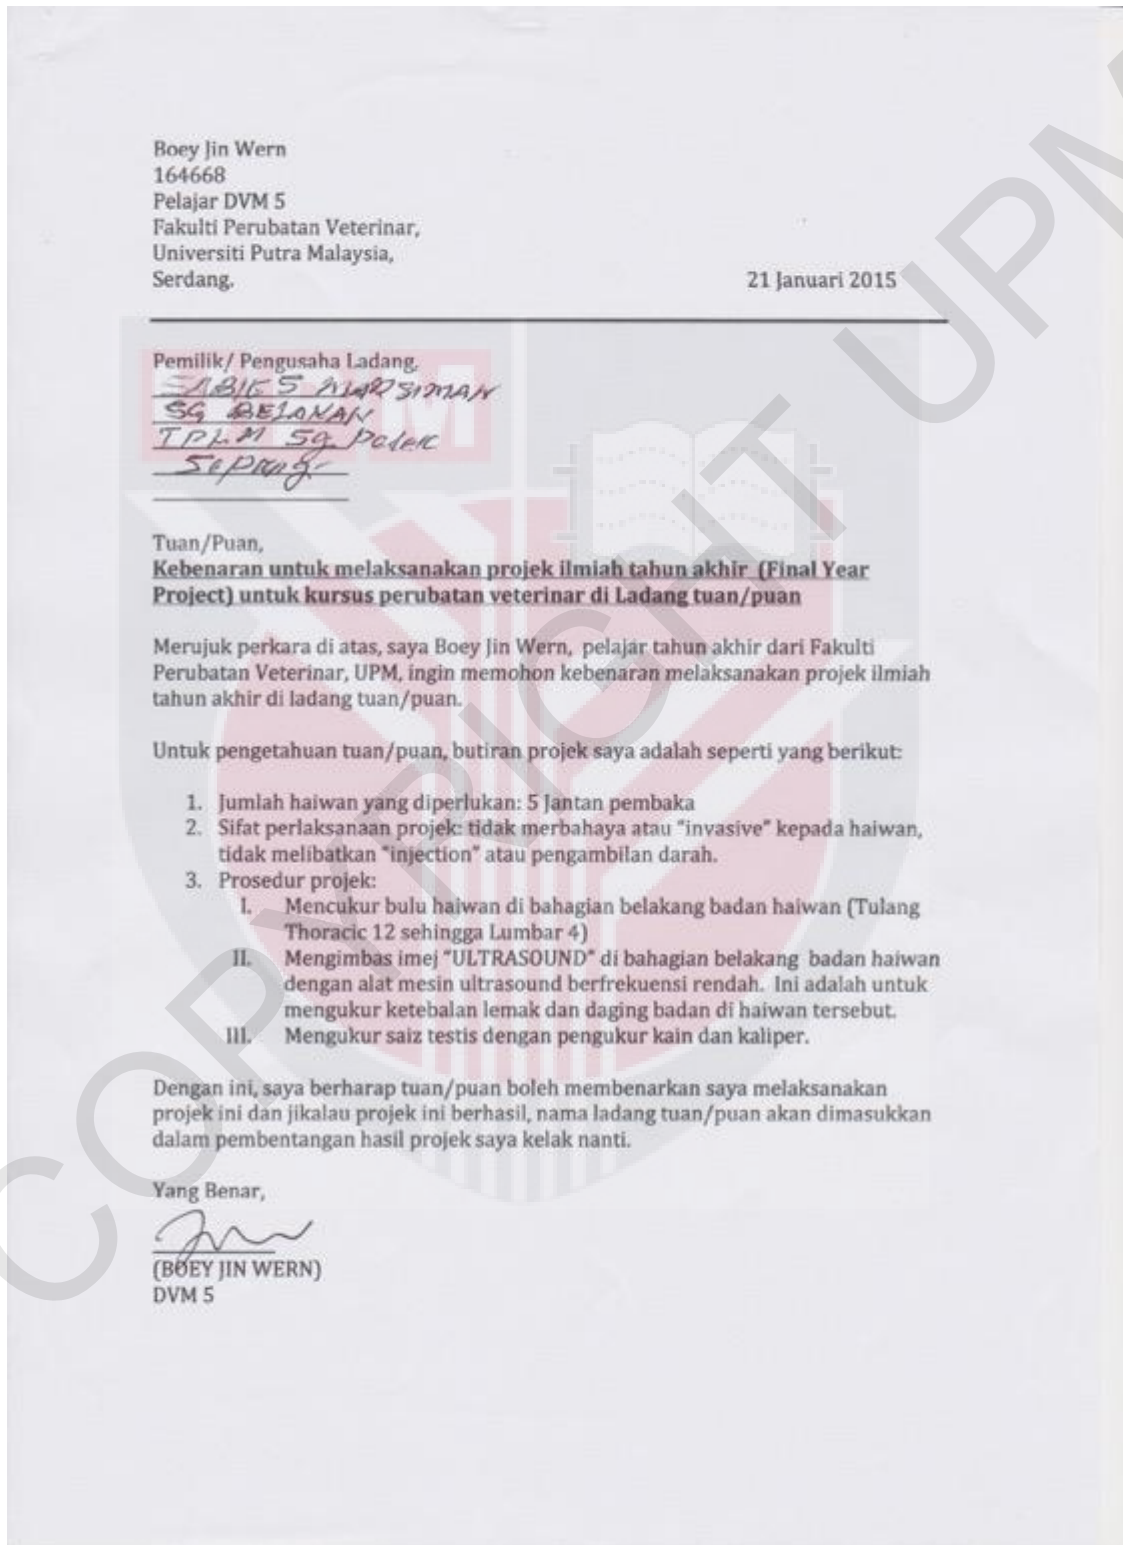 Boey Jin Wern
164668
Pelajar DVM 5
Fakulti Perubatan Veterinar,
Universiti Putra Malaysia,
Serdang.
21 Januari 2015
Pemilik/ Pengusaha Ladang,
SG
TPLM Sg.
Sepang
Tuan/Puan,
Kebenaran untuk melaksanakan projek ilmiah tahun akhir (Final Year
Project) untuk kursus perubatan veterinar di Ladang tuan/puan
Merujuk perkara di atas, saya Boey Jin Wern, pelajar tahun akhir dari Fakulti
Perubatan Veterinar, UPM, ingin memohon kebenaran melaksanakan projek ilmiah
tahun akhir di ladang tuan/puan.
Untuk pengetahuan tuan/puan, butiran projek saya adalah seperti yang berikut:
1. Jumlah haiwan yang diperlukan: 5 Jantan pembaka
2. Sifat perlaksanaan projek: tidak merbahaya atau "invasive" kepada haiwan,
tidak melibatkan "injection" atau pengambilan darah.
3. Prosedur projek:
I. Mencukur bulu haiwan di bahagian belakang badan haiwan (Tulang
Thoracic 12 sehingga Lumbar 4)
II. Mengimbas imej "ULTRASOUND" di bahagian belakang badan haiwan
dengan alat mesin ultrasound berfrekuensi rendah. Ini adalah untuk
mengukur ketebalan lemak dan daging badan di haiwan tersebut.
III. Mengukur saiz testis dengan pengukur kain dan kaliper.
Dengan ini, saya berharap tuan/puan boleh membenarkan saya melaksanakan
projek ini dan jikalau projek ini berhasil, nama ladang tuan/puan akan dimasukkan
dalam pembentangan hasil projek saya kelak nanti.
Yang Benar,
(BOEY JIN WERN)
DVM 5
COPYRIGHT UPM